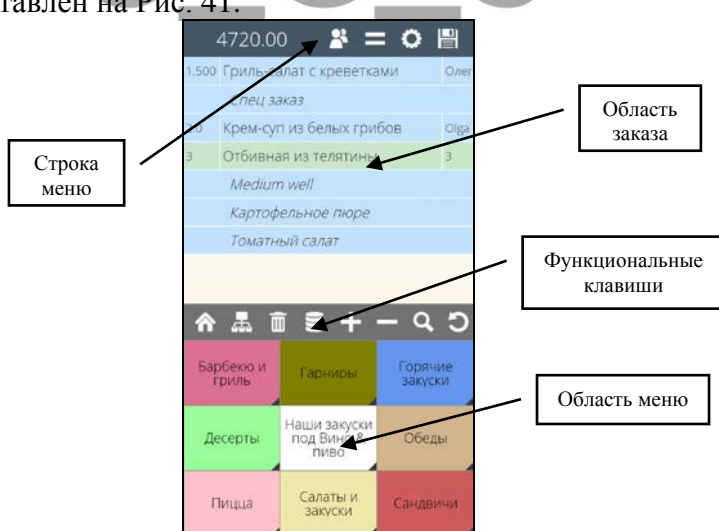 тавлен на Рис. 41.
4720.00
1.500 Гриль-салат с креветками Олег
Спец заказ
Крем-суп из белых грибов Olga
3 Отбивная из телятины 3
Medium well
Картофельное пюре
Томатный салат
Строка
меню
Область
заказа
Функциональные
клавиши
Область меню
Барбекю и
гриль
Гарниры
Горячие
закуски
Десерты
Наши закуски
под Вино &
пиво
Обеды
Пицца
Салаты и
закуски
Сандвичи